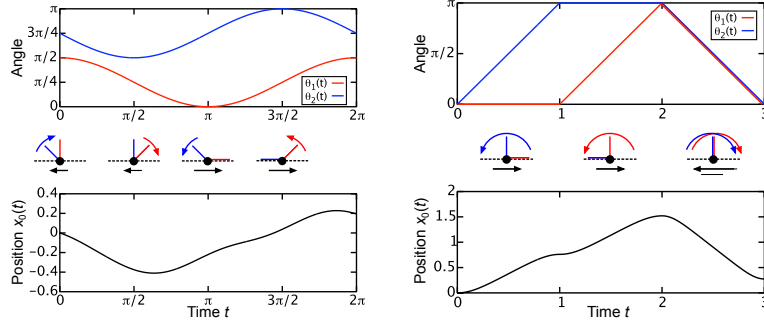 Angle
π
3π/4
π/2
π/4
0
θ₁(t)
θ₂(t)
0
π/2
π
3π/2
2π
Position x₀(t)
0.4
0.2
0
−0.2
−0.4
−0.6
0
π/2
π
3π/2
2π
Time t
Angle
π
π/2
0
θ₁(t)
θ₂(t)
0
1
2
3
Position x₀(t)
2
1.5
1
0.5
0
0
1
2
3
Time t